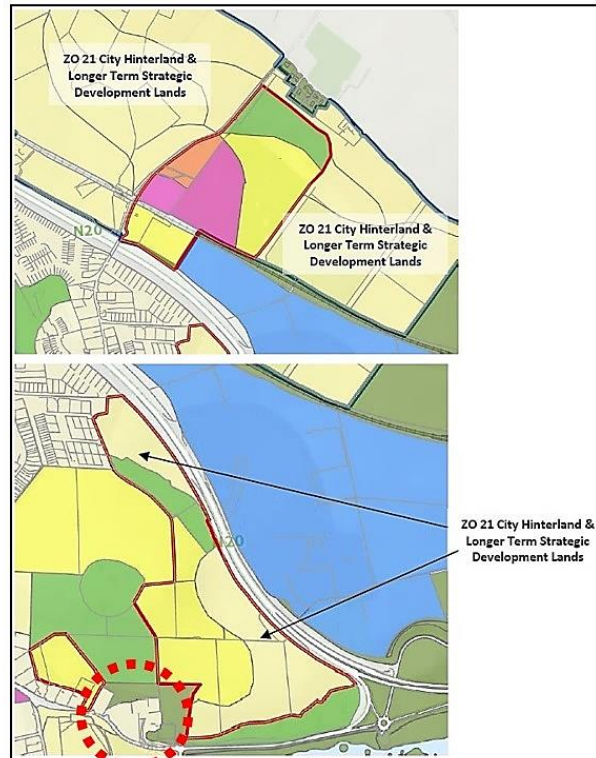 ZO 21 City Hinterland &
Longer Term Strategic
Development Lands
N20
ZO 21 City Hinterland &
Longer Term Strategic
Development Lands
N20
ZO 21 City Hinterland &
Longer Term Strategic
Development Lands